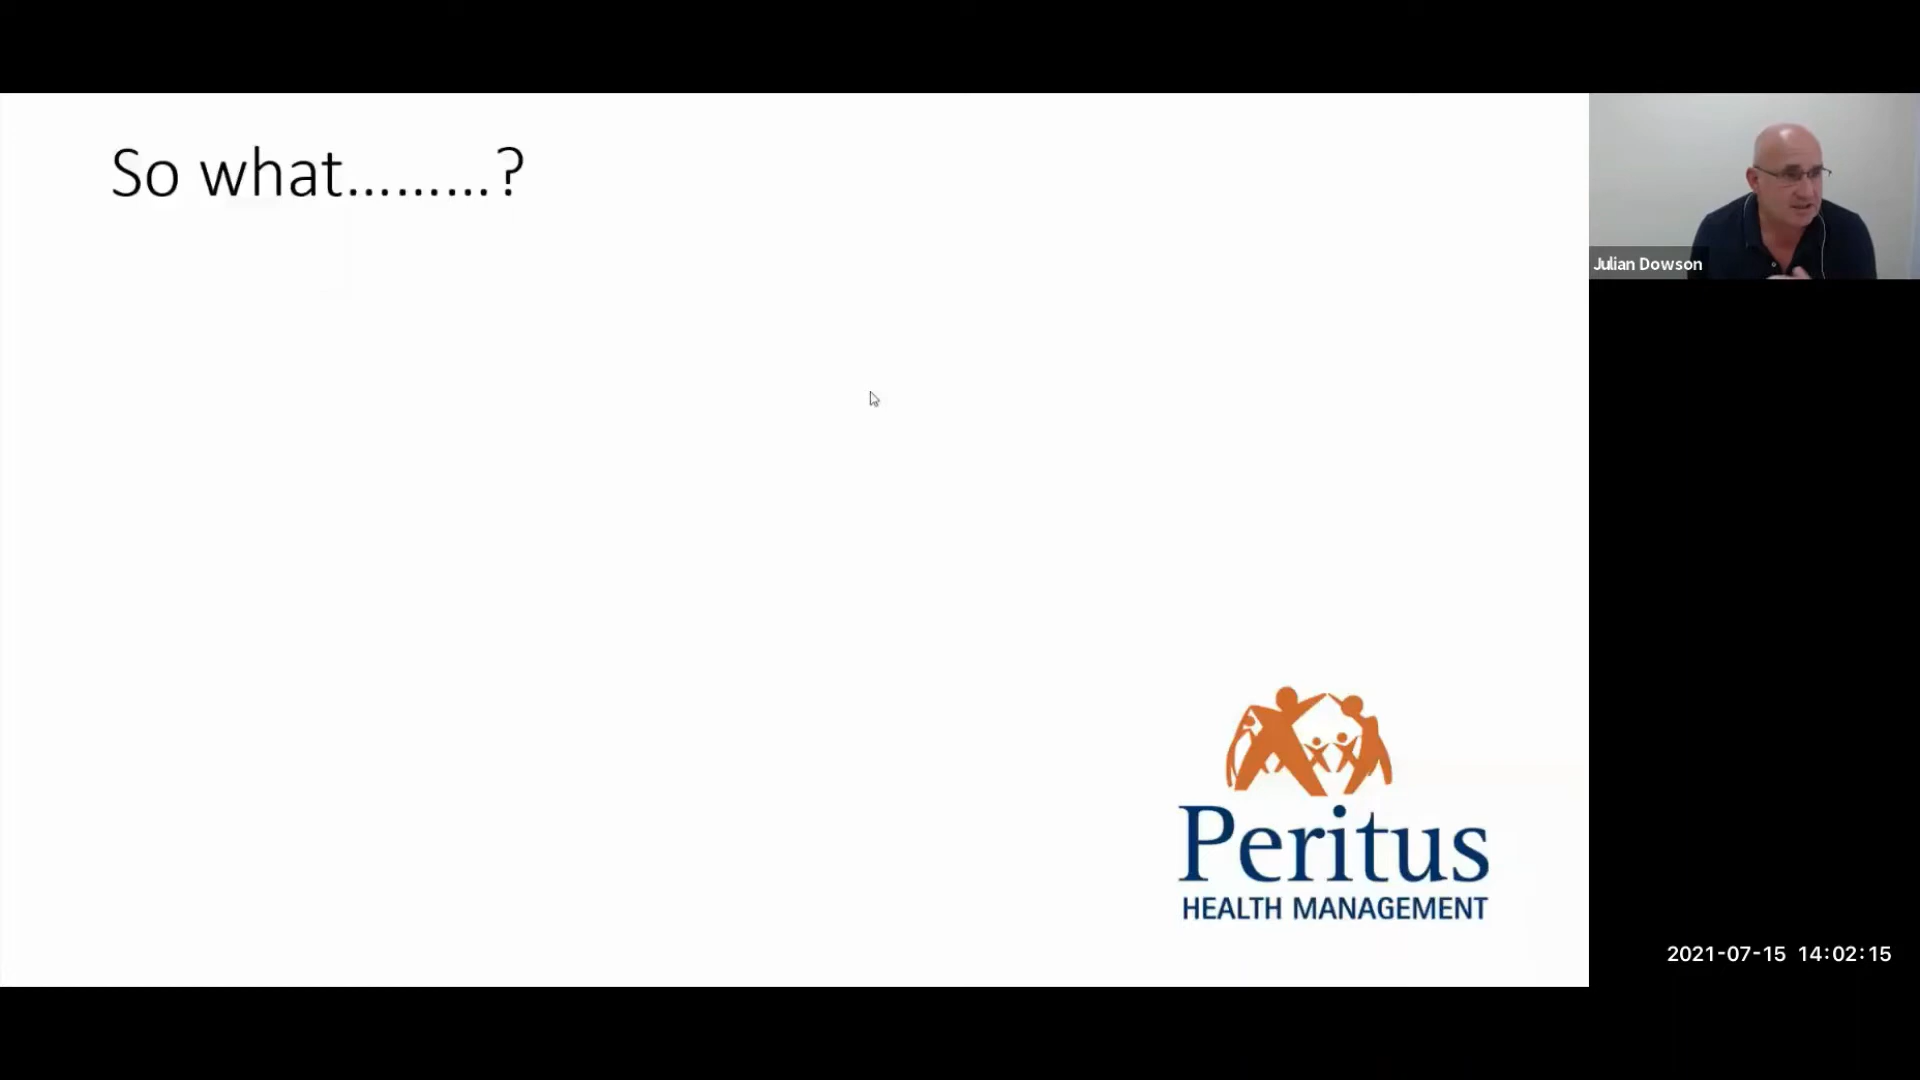 So what.........?
Julian Dowson
Peritus
HEALTH MANAGEMENT
2021-07-15 14:02:15